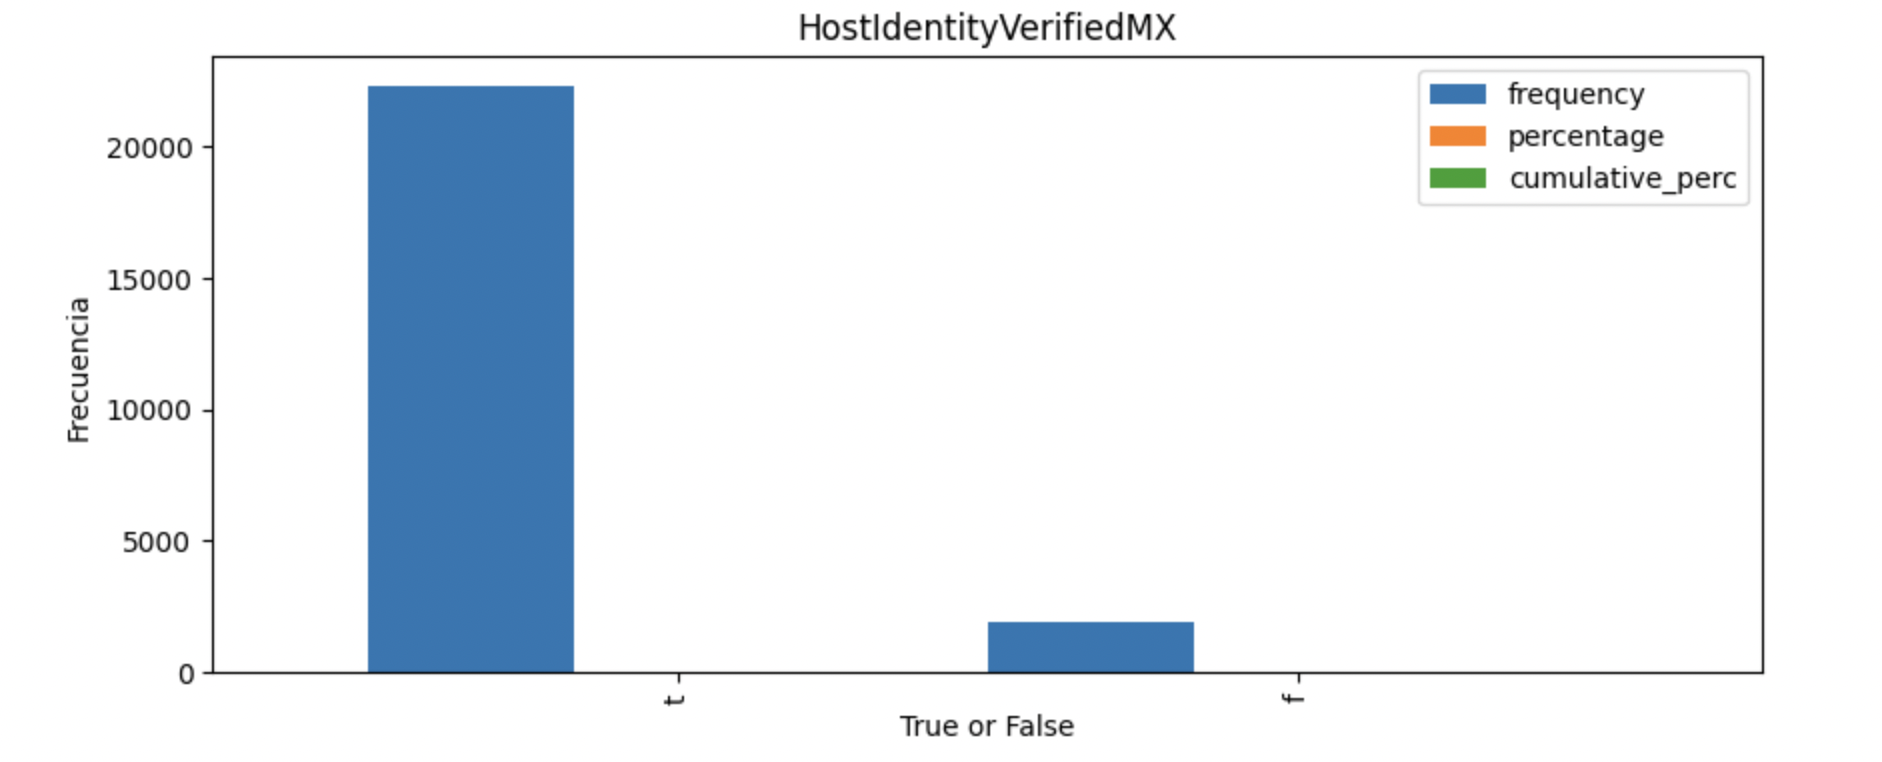 HostIdentityVerifiedMX
frequency
percentage
cumulative_perc
20000
15000
10000
5000
0
Frecuencia
t
f
True or False